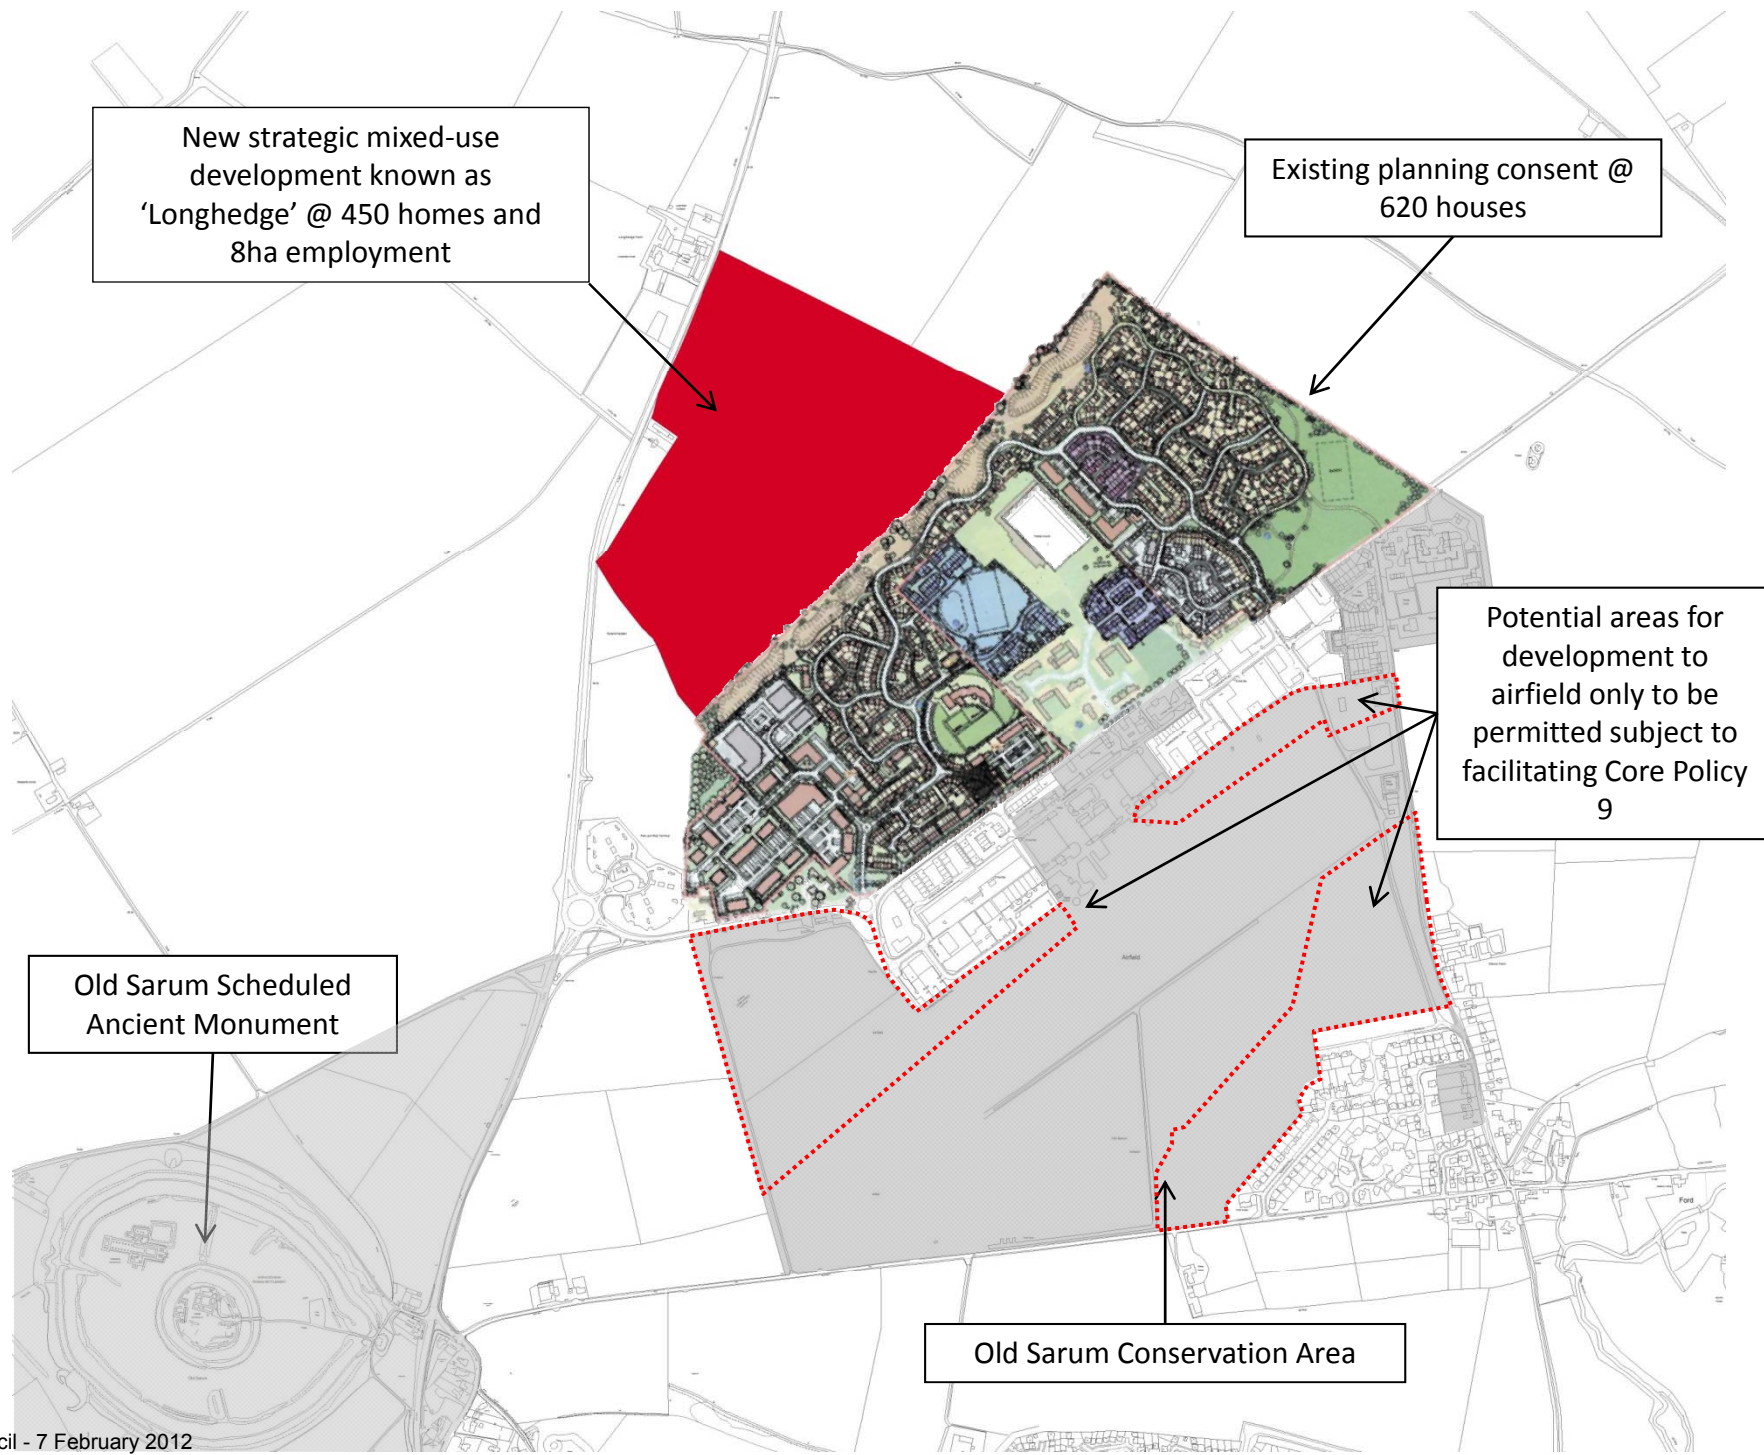 New strategic mixed-use
development known as
‘Longhedge’ @ 450 homes and
8ha employment
Existing planning consent @
620 houses
Potential areas for
development to
airfield only to be
permitted subject to
facilitating Core Policy
9
Airfield
Old Sarum Scheduled
Ancient Monument
Ford
Old Sarum Conservation Area
cil - 7 February 2012